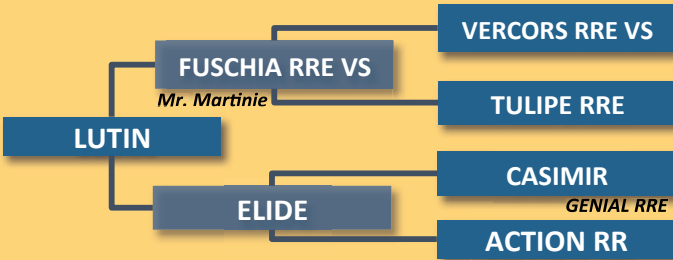 VERCORS RRE VS
FUSCHIA RRE VS
Mr. Martinie
TULIPE RRE
LUTIN
CASIMIR
GENIAL RRE
ELIDE
ACTION RR